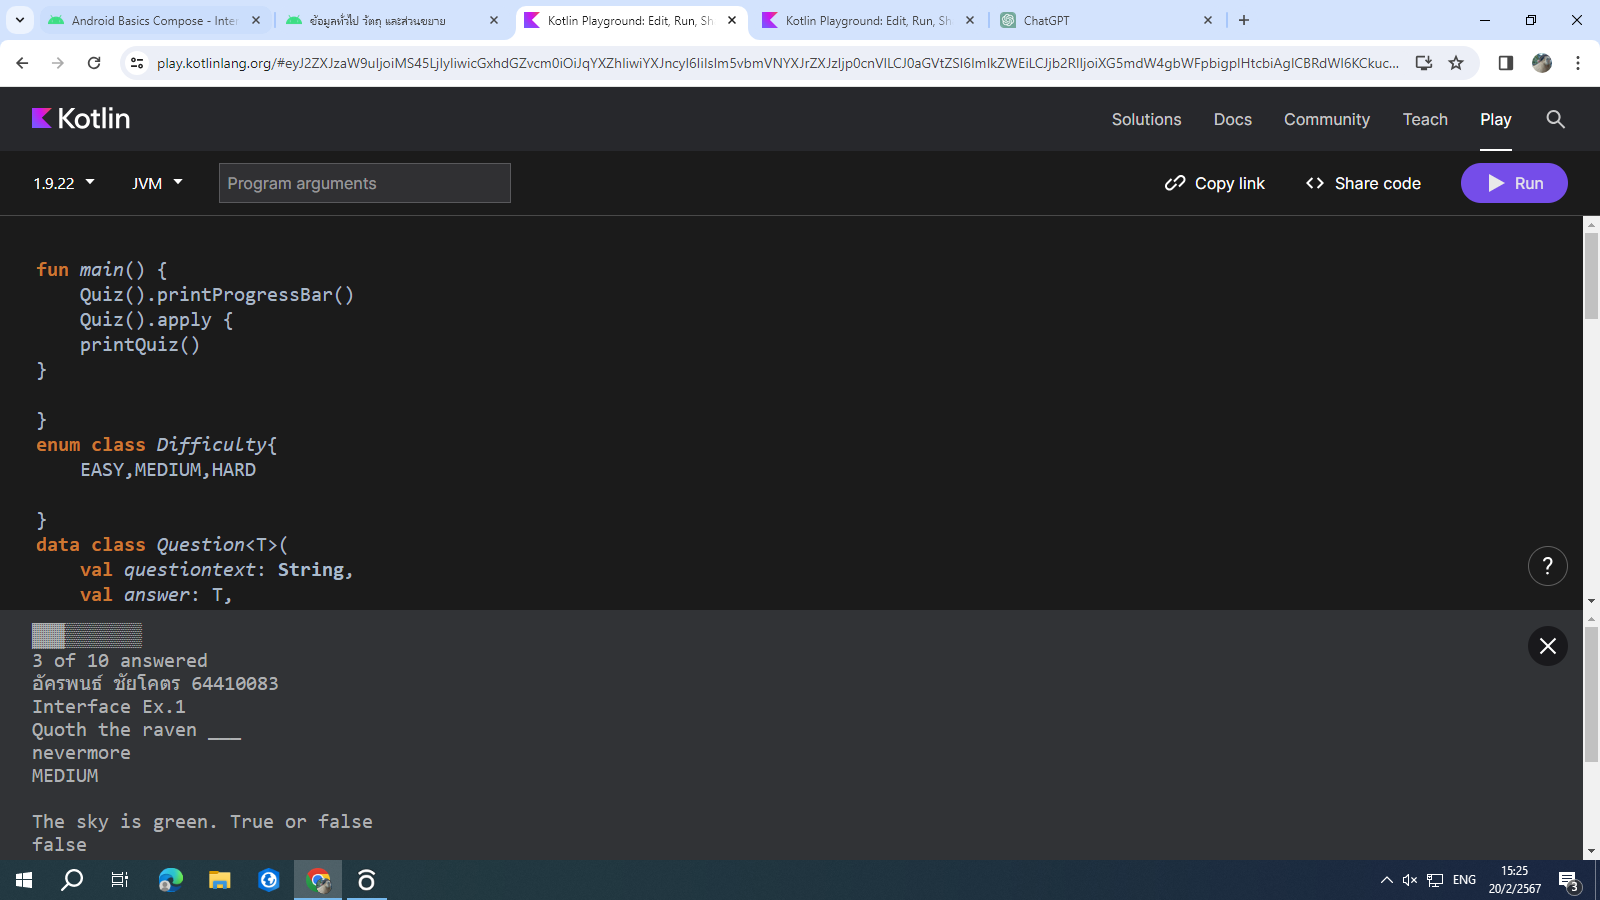 Android Basics Compose - Inter
ข้อมูลทั่วไป วัตถุ และส่วนขยาย
Kotlin Playground: Edit, Run, Sh
Kotlin Playground: Edit, Run, Sh
ChatGPT
Kotlin
Solutions
Docs
Community
Teach
Play
1.9.22
JVM
Program arguments
Copy link
Share code
Run
fun main() {
Quiz().printProgressBar()
Quiz().apply {
printQuiz()
}
}
enum class Difficulty{
EASY,MEDIUM,HARD
}
data class Question<T>(
val questiontext: String,
val answer: T,
?
▒▒▒▒▒▒▒▒▒▒
3 of 10 answered
อัครพนธ์ ชัยโคตร 64410083
Interface Ex.1
Quoth the raven ___
nevermore
MEDIUM
The sky is green. True or false
false
ENG
15:25
20/2/2567
3